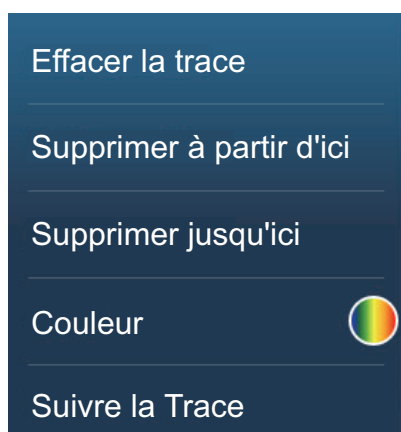 Effacer la trace
Supprimer à partir d'ici
Supprimer jusqu'ici
Couleur
Suivre la Trace